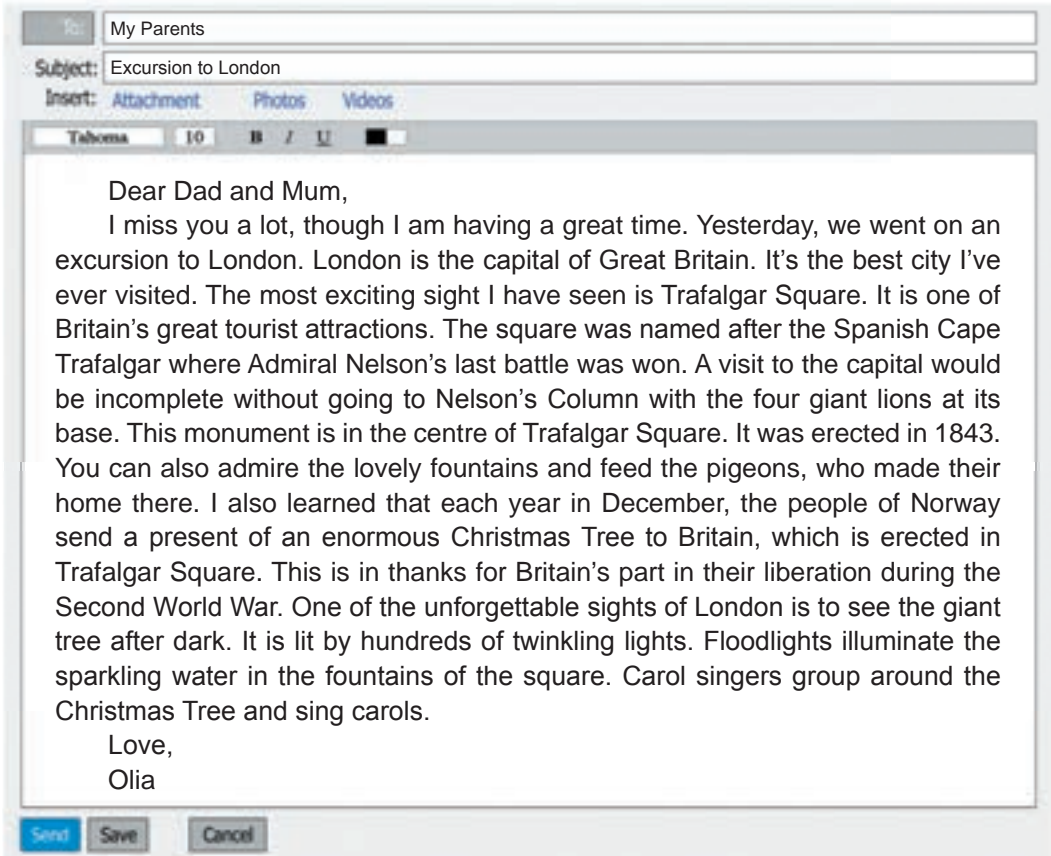 To: My Parents
Subject: Excursion to London
Insert: Attachment Photos Videos
Tahoma 10 B I U
Dear Dad and Mum,
I miss you a lot, though I am having a great time. Yesterday, we went on an
excursion to London. London is the capital of Great Britain. It’s the best city I’ve
ever visited. The most exciting sight I have seen is Trafalgar Square. It is one of
Britain’s great tourist attractions. The square was named after the Spanish Cape
Trafalgar where Admiral Nelson’s last battle was won. A visit to the capital would
be incomplete without going to Nelson’s Column with the four giant lions at its
base. This monument is in the centre of Trafalgar Square. It was erected in 1843.
You can also admire the lovely fountains and feed the pigeons, who made their
home there. I also learned that each year in December, the people of Norway
send a present of an enormous Christmas Tree to Britain, which is erected in
Trafalgar Square. This is in thanks for Britain’s part in their liberation during the
Second World War. One of the unforgettable sights of London is to see the giant
tree after dark. It is lit by hundreds of twinkling lights. Floodlights illuminate the
sparkling water in the fountains of the square. Carol singers group around the
Christmas Tree and sing carols.
Love,
Olia
Send Save Cancel